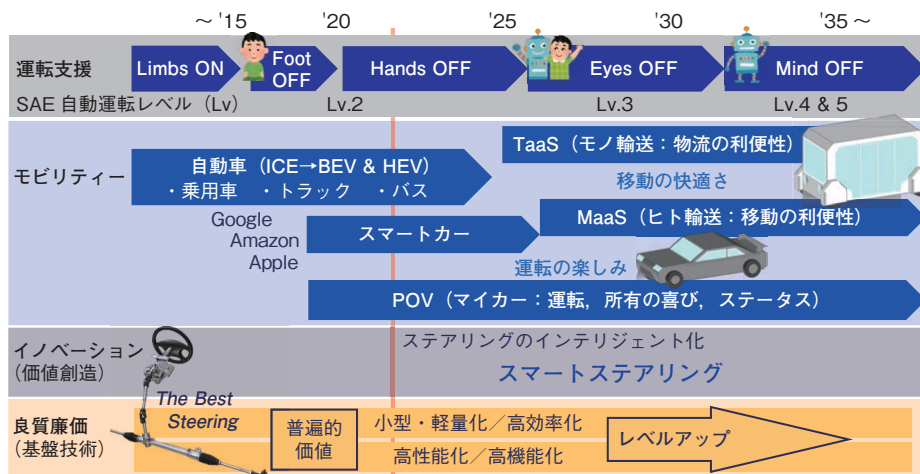 ～ '15 '20 '25 '30 '35 ～
運転支援
Limbs ON
Foot
OFF
Hands OFF
Eyes OFF
Mind OFF
SAE 自動運転レベル（Lv）
Lv.2
Lv.3
Lv.4 & 5
モビリティー
自動車（ICE→BEV & HEV）
・乗用車 ・トラック ・バス
TaaS（モノ輸送：物流の利便性）
移動の快適さ
Google
Amazon
Apple
スマートカー
MaaS（ヒト輸送：移動の利便性）
運転の楽しみ
POV（マイカー：運転，所有の喜び，ステータス）
イノベーション
（価値創造）
ステアリングのインテリジェント化
スマートステアリング
The Best
Steering
良質廉価
（基盤技術）
普遍的
価値
小型・軽量化／高効率化
高性能化／高機能化
レベルアップ